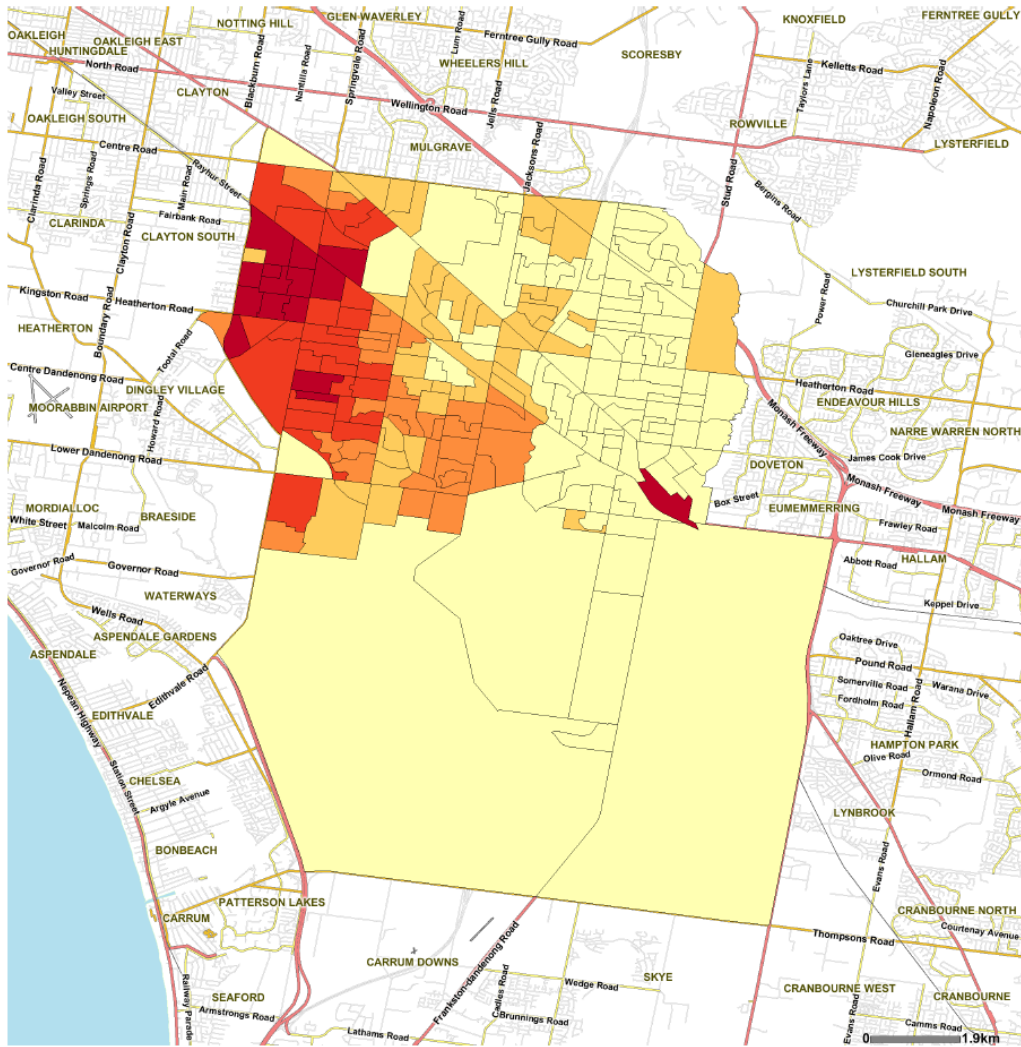 NOTTING HILL
GLEN WAVERLEY
KNOXFIELD
FERNTREE GULLY
OAKLEIGH
OAKLEIGH EAST
HUNTINGDALE
Ferntree Gully Road
SCORESBY
North Road
Blackburn Road
Nantilla Road
Springvale Road
Lum Road
WHEELERS HILL
Jells Road
Kelletts Road
Taylors Lane
Napoleon Road
Valley Street
CLAYTON
Wellington Road
OAKLEIGH SOUTH
ROWVILLE
LYSTERFIELD
Centre Road
MULGRAVE
Jacksons Road
Stud Road
Bergins Road
Clarinda Road
Springs Road
Main Road
Rayhur Street
CLARINDA
Fairbank Road
CLAYTON SOUTH
Clayton Road
LYSTERFIELD SOUTH
Kingston Road
Heatherton Road
Churchill Park Drive
Power Road
HEATHERTON
Boundary Road
Tootal Road
Gleneagles Drive
Centre Dandenong Road
DINGLEY VILLAGE
Heatherton Road
MOORABBIN AIRPORT
Howard Road
ENDEAVOUR HILLS
Monash Freeway
NARRE WARREN NORTH
Lower Dandenong Road
James Cook Drive
DOVETON
Monash Freeway
MORDIALLOC
Box Street
EUMEMMERRING
Monash Freeway
White Street
Malcolm Road
BRAESIDE
Frawley Road
HALLAM
Governor Road
Governor Road
Abbott Road
WATERWAYS
Keppel Drive
Wells Road
ASPENDALE GARDENS
Oaktree Drive
ASPENDALE
Pound Road
Nepean Highway
Edithvale Road
Somerville Road
Warana Drive
Fordholm Road
Hallam Road
EDITHVALE
HAMPTON PARK
Olive Road
Station Street
CHELSEA
Ormond Road
Argyle Avenue
LYNBROOK
BONBEACH
Evans Road
PATTERSON LAKES
CARRUM
CRANBOURNE NORTH
Courtenay Avenue
Thompsons Road
CARRUM DOWNS
Frankston-dandenong Road
SKYE
Railway Parade
Wedge Road
CRANBOURNE WEST
SEAFORD
CRANBOURNE
Armstrongs Road
Brunnings Road
Evans Road
Camms Road
Lathams Road
0
1.9km